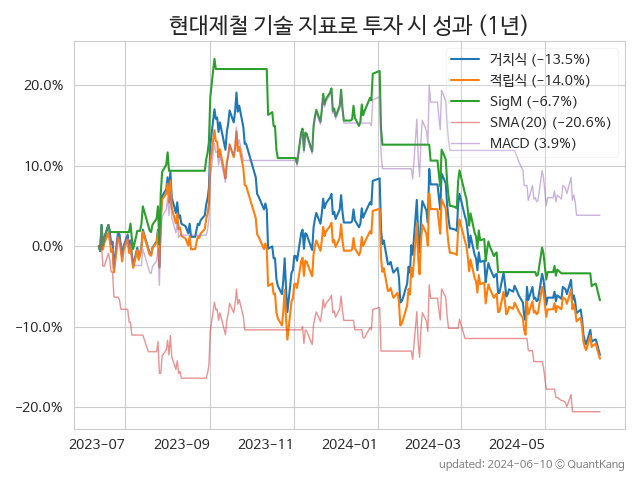 현대제철 기술 지표로 투자 시 성과 (1년)
거치식 (−13.5%)
적립식 (−14.0%)
SigM (−6.7%)
SMA(20) (−20.6%)
MACD (3.9%)
20.0%
10.0%
0.0%
−10.0%
−20.0%
2023−07 2023−09 2023−11 2024−01 2024−03 2024−05
updated: 2024−06−10 © QuantKang